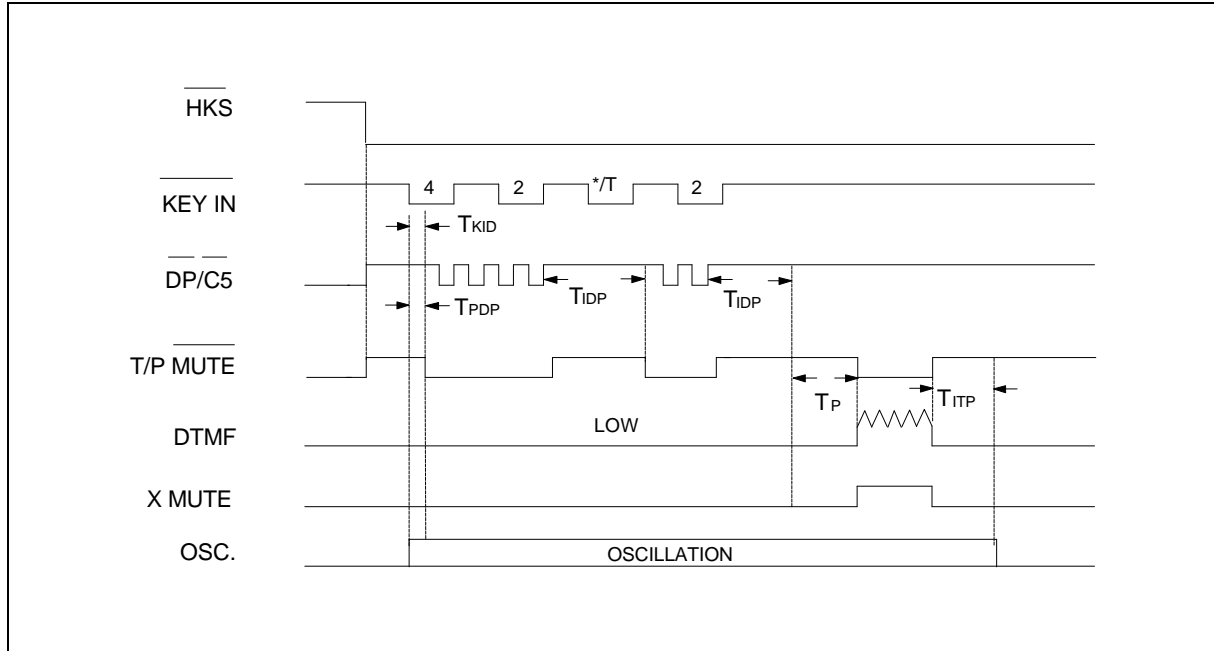 HKS
KEY IN
4
2
*/T
2
TKID
DP/C5
TIDP
TIDP
TPDP
T/P MUTE
TP
TITP
DTMF
LOW
X MUTE
OSC.
OSCILLATION